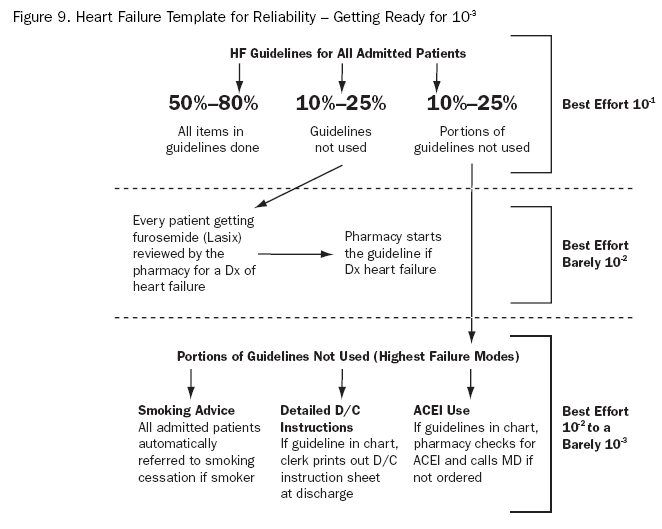 Figure 9. Heart Failure Template for Reliability – Getting Ready for 10⁻³
HF Guidelines for All Admitted Patients
50%–80%
All items in
guidelines done
10%–25%
Guidelines
not used
10%–25%
Portions of
guidelines not used
Best Effort 10⁻¹
Every patient getting
furosemide (Lasix)
reviewed by the
pharmacy for a Dx of
heart failure
Pharmacy starts
the guideline if
Dx heart failure
Best Effort
Barely 10⁻²
Portions of Guidelines Not Used (Highest Failure Modes)
Smoking Advice
All admitted patients
automatically
referred to smoking
cessation if smoker
Detailed D/C
Instructions
If guideline in chart,
clerk prints out D/C
instruction sheet
at discharge
ACEI Use
If guidelines in chart,
pharmacy checks for
ACEI and calls MD if
not ordered
Best Effort
10⁻² to a
Barely 10⁻³